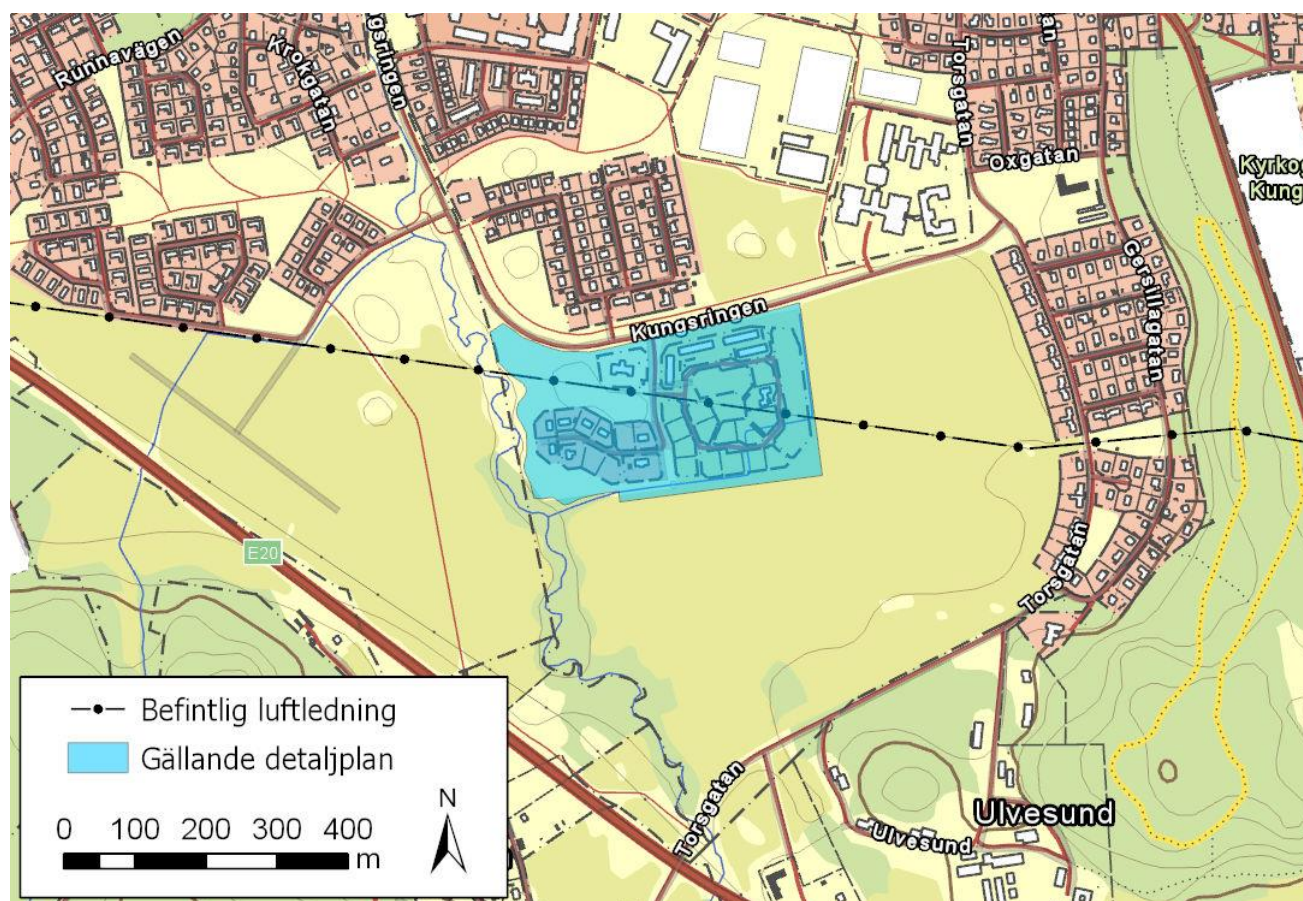 Runnavägen
Krokgatan
gsringen
Torsgatan
an
Oxgatan
Kyrkog
Kung
Gersillagatan
Kungsringen
E20
Torsgatan
Torsgatan
Ulvesund
Ulvesund
Befintlig luftledning
Gällande detaljplan
N
0 100 200 300 400
m